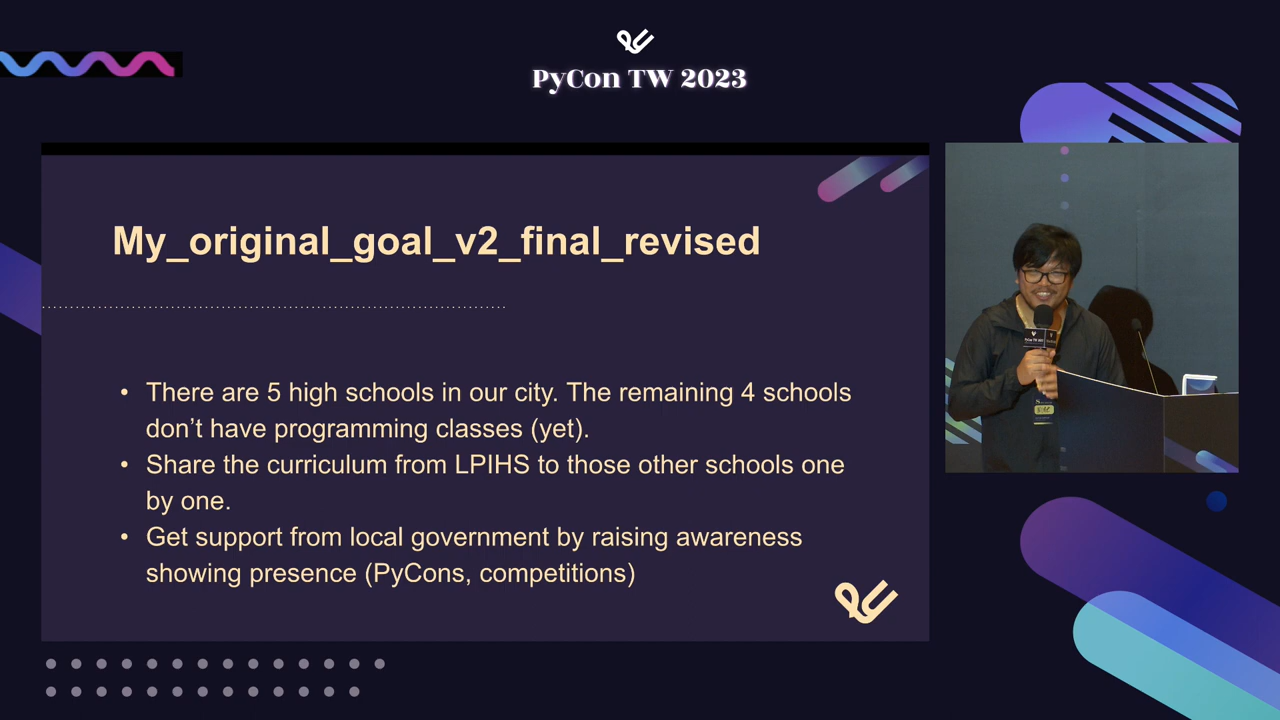 PyCon TW 2023
My_original_goal_v2_final_revised
• There are 5 high schools in our city. The remaining 4 schools
don’t have programming classes (yet).
• Share the curriculum from LPIHS to those other schools one
by one.
• Get support from local government by raising awareness
showing presence (PyCons, competitions)